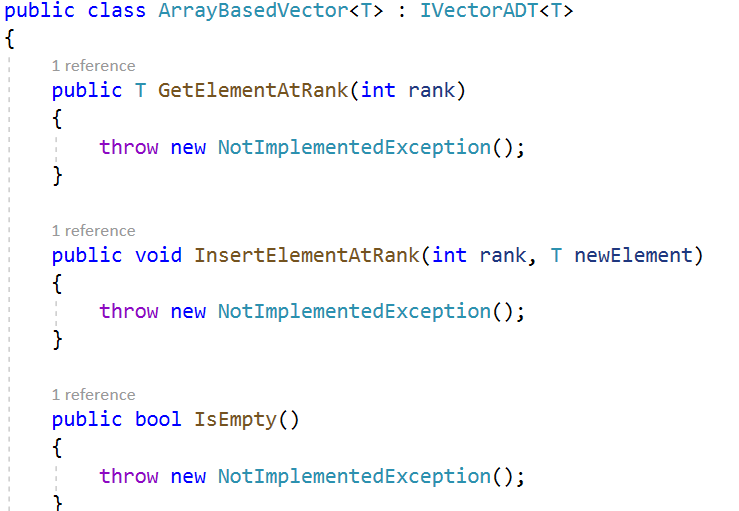 public class ArrayBasedVector<T> : IVectorADT<T>
{
1 reference
public T GetElementAtRank(int rank)
{
throw new NotImplementedException();
}
1 reference
public void InsertElementAtRank(int rank, T newElement)
{
throw new NotImplementedException();
}
1 reference
public bool IsEmpty()
{
throw new NotImplementedException();
}